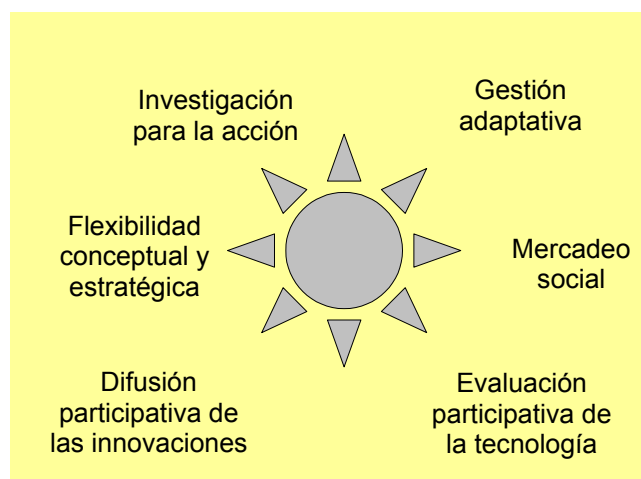 Investigación
para la acción
Gestión
adaptativa
Flexibilidad
conceptual y
estratégica
Mercadeo
social
Difusión
participativa de
las innovaciones
Evaluación
participativa de
la tecnología